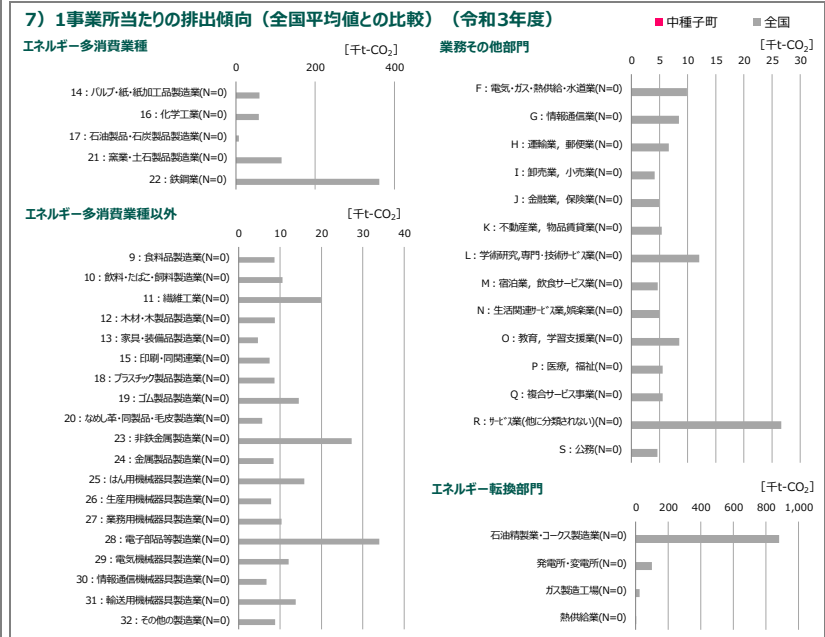 7）1事業所当たりの排出傾向（全国平均値との比較）（令和3年度）
■中種子町 ■全国
エネルギー多消費業種
[千t-CO₂]
0 200 400
14：パルプ･紙･紙加工品製造業(N=0)
16：化学工業(N=0)
17：石油製品･石炭製品製造業(N=0)
21：窯業･土石製品製造業(N=0)
22：鉄鋼業(N=0)
エネルギー多消費業種以外
[千t-CO₂]
0 10 20 30 40
9：食料品製造業(N=0)
10：飲料･たばこ･飼料製造業(N=0)
11：繊維工業(N=0)
12：木材･木製品製造業(N=0)
13：家具･装備品製造業(N=0)
15：印刷･同関連業(N=0)
18：プラスチック製品製造業(N=0)
19：ゴム製品製造業(N=0)
20：なめし革･同製品･毛皮製造業(N=0)
23：非鉄金属製造業(N=0)
24：金属製品製造業(N=0)
25：はん用機械器具製造業(N=0)
26：生産用機械器具製造業(N=0)
27：業務用機械器具製造業(N=0)
28：電子部品等製造業(N=0)
29：電気機械器具製造業(N=0)
30：情報通信機械器具製造業(N=0)
31：輸送用機械器具製造業(N=0)
32：その他の製造業(N=0)
業務その他部門
[千t-CO₂]
0 5 10 15 20 25 30
F：電気･ガス･熱供給･水道業(N=0)
G：情報通信業(N=0)
H：運輸業，郵便業(N=0)
I：卸売業，小売業(N=0)
J：金融業，保険業(N=0)
K：不動産業，物品賃貸業(N=0)
L：学術研究,専門･技術ｻｰﾋﾞｽ業(N=0)
M：宿泊業，飲食サービス業(N=0)
N：生活関連ｻｰﾋﾞｽ業,娯楽業(N=0)
O：教育，学習支援業(N=0)
P：医療，福祉(N=0)
Q：複合サービス事業(N=0)
R：ｻｰﾋﾞｽ業(他に分類されない)(N=0)
S：公務(N=0)
エネルギー転換部門
[千t-CO₂]
0 200 400 600 800 1,000
石油精製業･コークス製造業(N=0)
発電所･変電所(N=0)
ガス製造工場(N=0)
熱供給業(N=0)